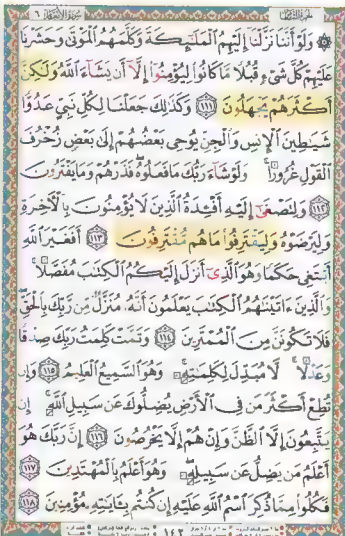 الجزء الثامن سورة الأنعام ٦
۞ وَلَوْ أَنَّنَا نَزَّلْنَا إِلَيْهِمُ ٱلْمَلَٰٓئِكَةَ وَكَلَّمَهُمُ ٱلْمَوْتَىٰ وَحَشَرْنَا
عَلَيْهِمْ كُلَّ شَىْءٍ قُبُلًا مَّا كَانُوا۟ لِيُؤْمِنُوٓا۟ إِلَّآ أَن يَشَآءَ ٱللَّهُ وَلَٰكِنَّ
أَكْثَرَهُمْ يَجْهَلُونَ ١١١ وَكَذَٰلِكَ جَعَلْنَا لِكُلِّ نَبِىٍّ عَدُوًّا
شَيَٰطِينَ ٱلْإِنسِ وَٱلْجِنِّ يُوحِى بَعْضُهُمْ إِلَىٰ بَعْضٍ زُخْرُفَ
ٱلْقَوْلِ غُرُورًا ۚ وَلَوْ شَآءَ رَبُّكَ مَا فَعَلُوهُ ۖ فَذَرْهُمْ وَمَا يَفْتَرُونَ
١١٢ وَلِتَصْغَىٰٓ إِلَيْهِ أَفْـِٔدَةُ ٱلَّذِينَ لَا يُؤْمِنُونَ بِٱلْءَاخِرَةِ
وَلِيَرْضَوْهُ وَلِيَقْتَرِفُوا۟ مَا هُم مُّقْتَرِفُونَ ١١٣ أَفَغَيْرَ ٱللَّهِ
أَبْتَغِى حَكَمًا وَهُوَ ٱلَّذِىٓ أَنزَلَ إِلَيْكُمُ ٱلْكِتَٰبَ مُفَصَّلًا ۚ
وَٱلَّذِينَ ءَاتَيْنَٰهُمُ ٱلْكِتَٰبَ يَعْلَمُونَ أَنَّهُۥ مُنَزَّلٌ مِّن رَّبِّكَ بِٱلْحَقِّ ۖ
فَلَا تَكُونَنَّ مِنَ ٱلْمُمْتَرِينَ ١١٤ وَتَمَّتْ كَلِمَتُ رَبِّكَ صِدْقًا
وَعَدْلًا ۚ لَّا مُبَدِّلَ لِكَلِمَٰتِهِۦ ۚ وَهُوَ ٱلسَّمِيعُ ٱلْعَلِيمُ ١١٥ وَإِن
تُطِعْ أَكْثَرَ مَن فِى ٱلْأَرْضِ يُضِلُّوكَ عَن سَبِيلِ ٱللَّهِ ۚ إِن
يَتَّبِعُونَ إِلَّا ٱلظَّنَّ وَإِنْ هُمْ إِلَّا يَخْرُصُونَ ١١٦ إِنَّ رَبَّكَ هُوَ
أَعْلَمُ مَن يَضِلُّ عَن سَبِيلِهِۦ ۖ وَهُوَ أَعْلَمُ بِٱلْمُهْتَدِينَ ١١٧
فَكُلُوا۟ مِمَّا ذُكِرَ ٱسْمُ ٱللَّهِ عَلَيْهِ إِن كُنتُم بِـَٔايَٰتِهِۦ مُؤْمِنِينَ ١١٨
١٤٢